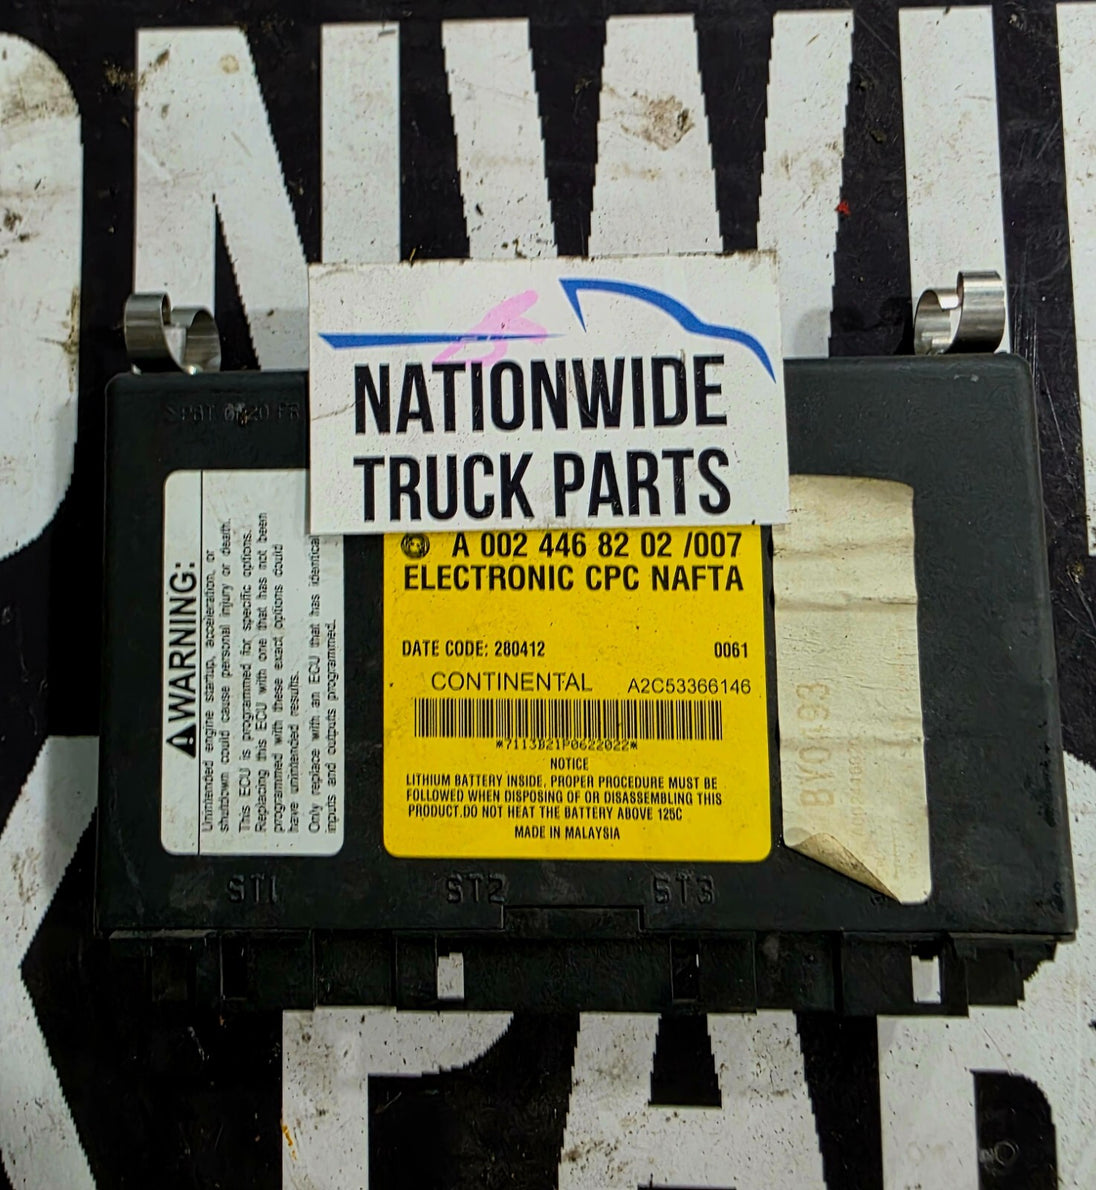 NATIONWIDE
TRUCK PARTS
A 002 446 82 02 /007
ELECTRONIC CPC NAFTA
DATE CODE: 280412 0061
CONTINENTAL A2C53366146
*7113B21P0622022*
NOTICE
LITHIUM BATTERY INSIDE, PROPER PROCEDURE MUST BE
FOLLOWED WHEN DISPOSING OF OR DISASSEMBLING THIS
PRODUCT.DO NOT HEAT THE BATTERY ABOVE 125C
MADE IN MALAYSIA
WARNING:
Unintended engine startup, acceleration, or
shutdown could cause personal injury or death.
This ECU is programmed for specific options.
Replacing this ECU with one that has not been
programmed with these exact options could
have unintended results.
Only replace with an ECU that has identical
inputs and outputs programmed.
ST1 ST2 ST3